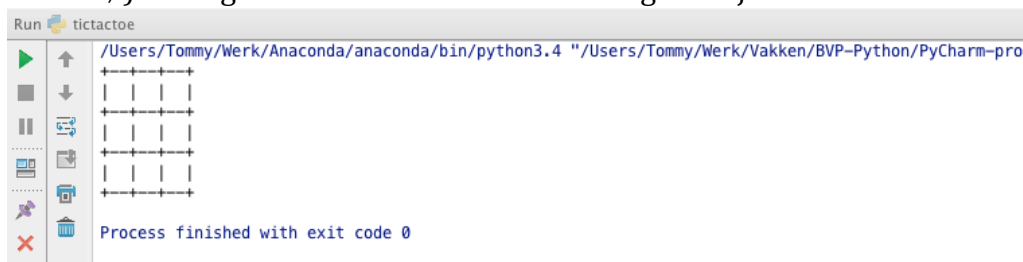 Run tictactoe
/Users/Tommy/Werk/Anaconda/anaconda/bin/python3.4 "/Users/Tommy/Werk/Vakken/BVP-Python/PyCharm-pro
+--+--+--+
|  |  |  |
+--+--+--+
|  |  |  |
+--+--+--+
|  |  |  |
+--+--+--+
Process finished with exit code 0